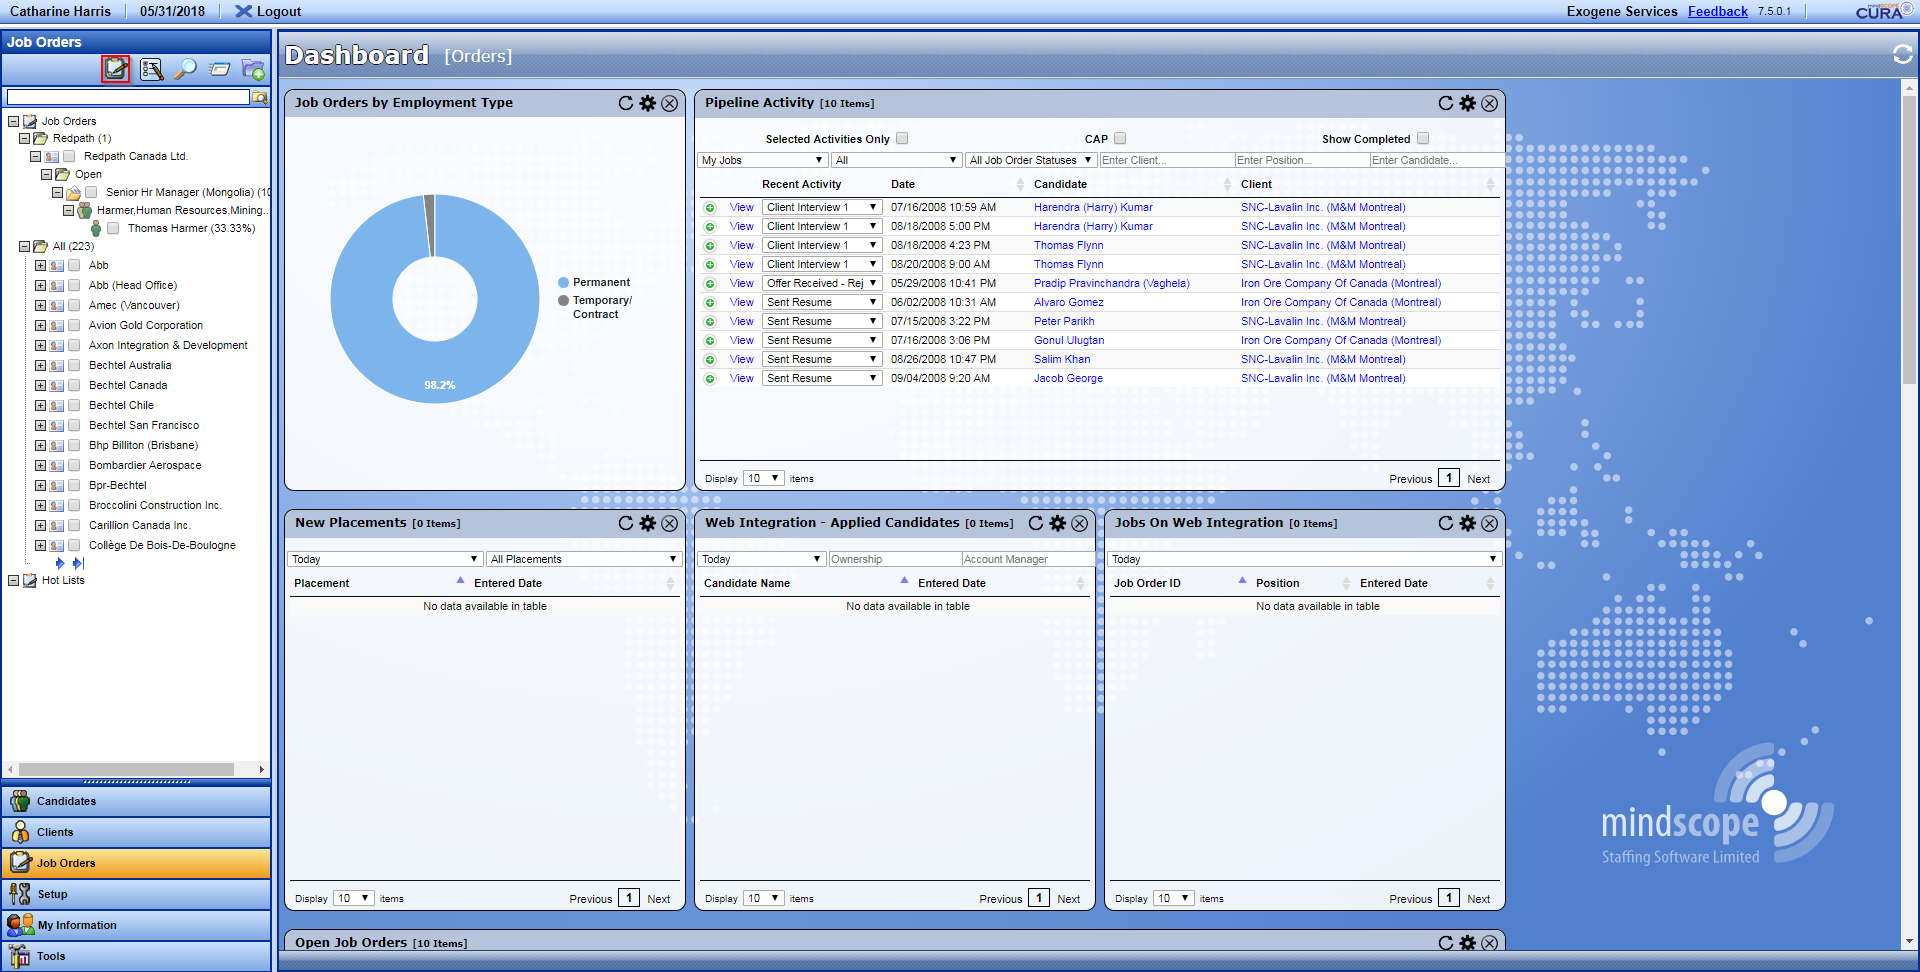 Catharine Harris 05/31/2018 Logout Exogene Services Feedback 7.5.0.1 mindSCOPE CURA
Job Orders
Job Orders
Redpath (1)
Redpath Canada Ltd.
Open
Senior Hr Manager (Mongolia) (10
Harmer,Human Resources,Mining...
Thomas Harmer (33.33%)
All (223)
Abb
Abb (Head Office)
Amec (Vancouver)
Avion Gold Corporation
Axon Integration & Development
Bechtel Australia
Bechtel Canada
Bechtel Chile
Bechtel San Francisco
Bhp Billiton (Brisbane)
Bombardier Aerospace
Bpr-Bechtel
Broccolini Construction Inc.
Carillion Canada Inc.
Collège De Bois-De-Boulogne
Hot Lists
Candidates
Clients
Job Orders
Setup
My Information
Tools
Dashboard [Orders]
Job Orders by Employment Type
98.2%
Permanent
Temporary/
Contract
Pipeline Activity [10 Items]
Selected Activities Only CAP Show Completed
My Jobs All All Job Order Statuses Enter Client... Enter Position... Enter Candidate...
Recent Activity Date Candidate Client
View Client Interview 1 07/16/2008 10:59 AM Harendra (Harry) Kumar SNC-Lavalin Inc. (M&M Montreal)
View Client Interview 1 08/18/2008 5:00 PM Harendra (Harry) Kumar SNC-Lavalin Inc. (M&M Montreal)
View Client Interview 1 08/18/2008 4:23 PM Thomas Flynn SNC-Lavalin Inc. (M&M Montreal)
View Client Interview 1 08/20/2008 9:00 AM Thomas Flynn SNC-Lavalin Inc. (M&M Montreal)
View Offer Received - Rej 05/29/2008 10:41 PM Pradip Pravinchandra (Vaghela) Iron Ore Company Of Canada (Montreal)
View Sent Resume 06/02/2008 10:31 AM Alvaro Gomez SNC-Lavalin Inc. (M&M Montreal)
View Sent Resume 07/15/2008 3:22 PM Peter Parikh SNC-Lavalin Inc. (M&M Montreal)
View Sent Resume 07/16/2008 3:06 PM Gonul Ulugtan Iron Ore Company Of Canada (Montreal)
View Sent Resume 08/26/2008 10:47 PM Salim Khan SNC-Lavalin Inc. (M&M Montreal)
View Sent Resume 09/04/2008 9:20 AM Jacob George SNC-Lavalin Inc. (M&M Montreal)
Display 10 items Previous 1 Next
New Placements [0 Items]
Today All Placements
Placement Entered Date
No data available in table
Display 10 items Previous 1 Next
Web Integration - Applied Candidates [0 Items]
Today Ownership Account Manager
Candidate Name Entered Date
No data available in table
Display 10 items Previous 1 Next
Jobs On Web Integration [0 Items]
Today
Job Order ID Position Entered Date
No data available in table
Display 10 items Previous 1 Next
Open Job Orders [10 Items]
mindscope
Staffing Software Limited